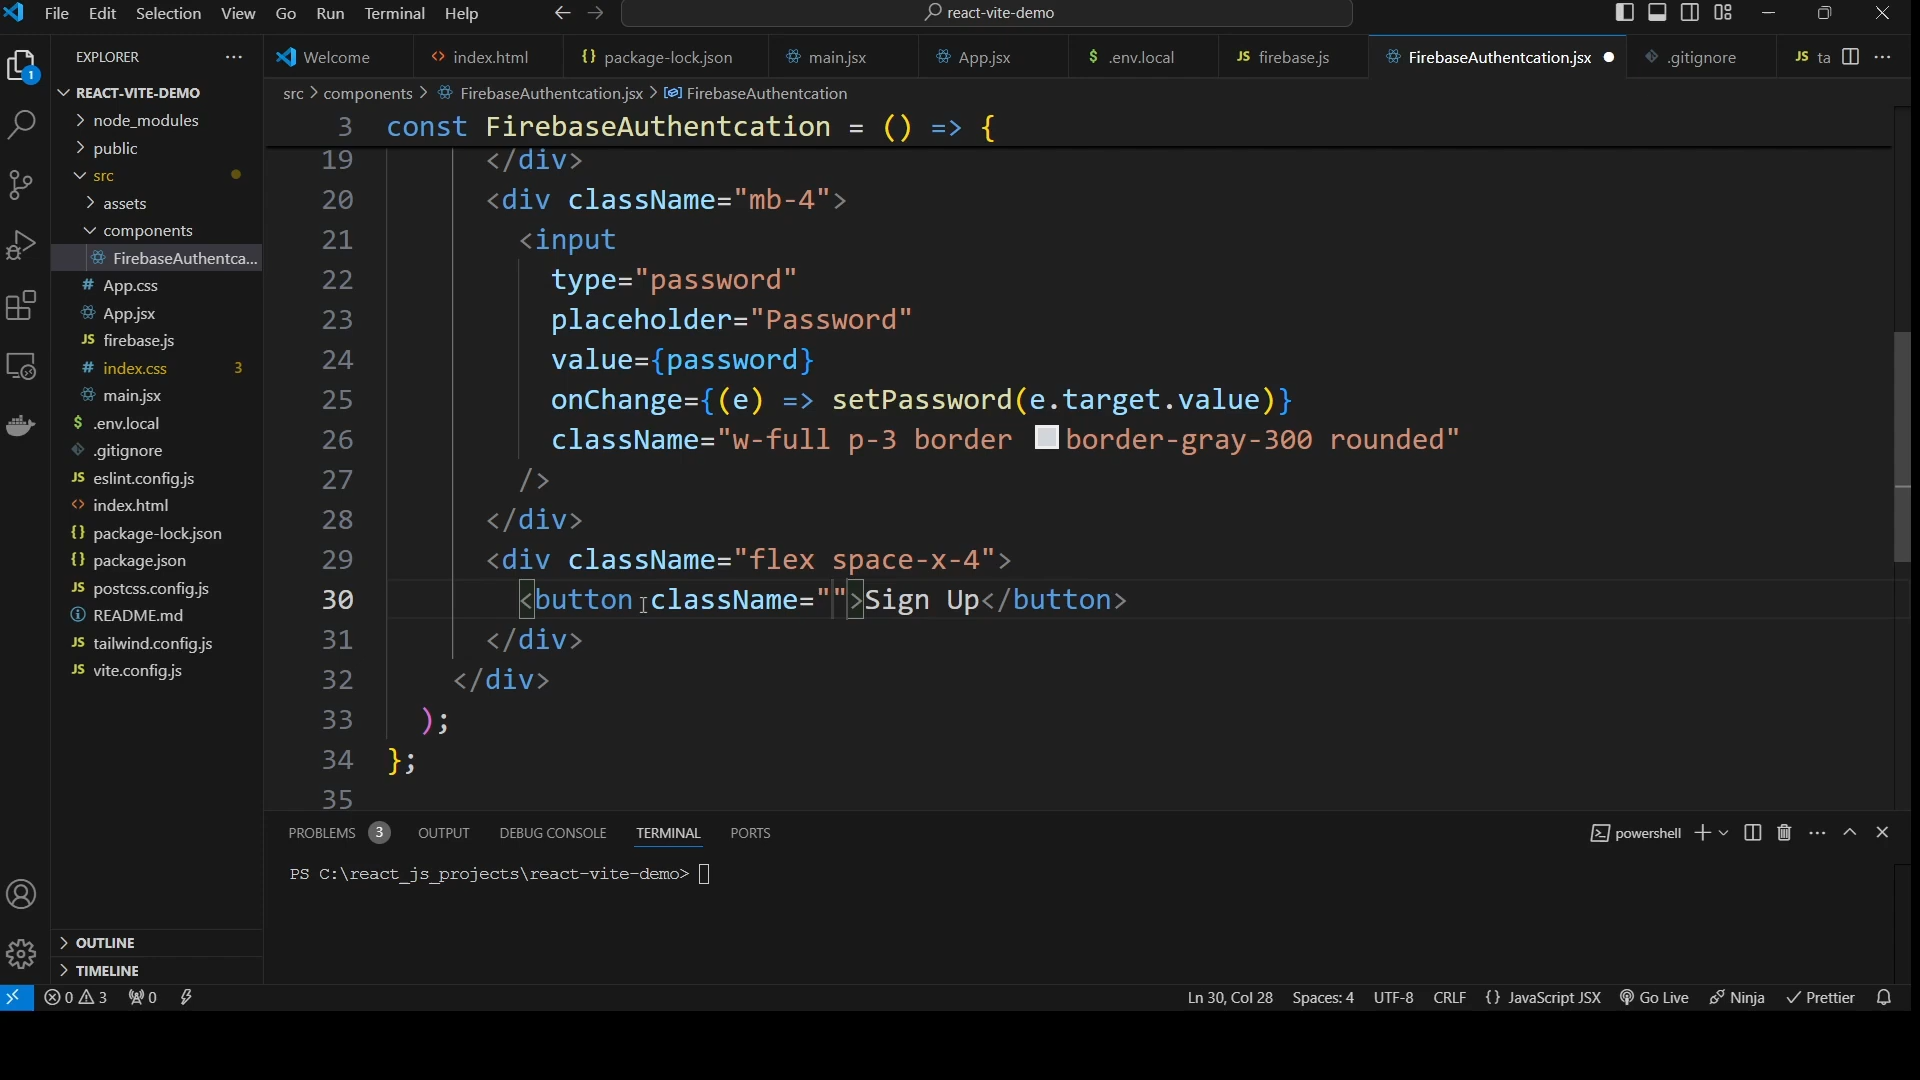 File Edit Selection View Go Run Terminal Help
react-vite-demo
EXPLORER
Welcome
index.html
package-lock.json
main.jsx
App.jsx
.env.local
firebase.js
FirebaseAuthentcation.jsx
.gitignore
ta
src > components > FirebaseAuthentcation.jsx > FirebaseAuthentcation
1
REACT-VITE-DEMO
node_modules
public
src
assets
components
FirebaseAuthentca...
App.css
App.jsx
firebase.js
index.css 3
main.jsx
.env.local
.gitignore
eslint.config.js
index.html
package-lock.json
package.json
postcss.config.js
README.md
tailwind.config.js
vite.config.js
OUTLINE
TIMELINE
3 const FirebaseAuthentcation = () => {
19 </div>
20 <div className="mb-4">
21 <input
22 type="password"
23 placeholder="Password"
24 value={password}
25 onChange={(e) => setPassword(e.target.value)}
26 className="w-full p-3 border border-gray-300 rounded"
27 />
28 </div>
29 <div className="flex space-x-4">
30 <button className="">Sign Up</button>
31 </div>
32 </div>
33 );
34 };
35
PROBLEMS 3 OUTPUT DEBUG CONSOLE TERMINAL PORTS
powershell
PS C:\react_js_projects\react-vite-demo>
0 3 0
Ln 30, Col 28 Spaces: 4 UTF-8 CRLF {} JavaScript JSX Go Live Ninja Prettier